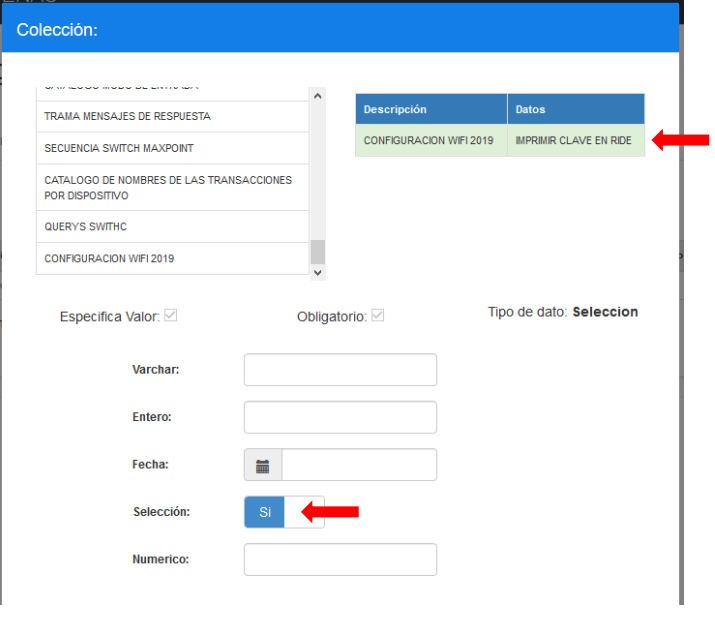 Colección:
TRAMA MENSAJES DE RESPUESTA
SECUENCIA SWITCH MAXPOINT
CATALOGO DE NOMBRES DE LAS TRANSACCIONES
POR DISPOSITIVO
QUERYS SWITHC
CONFIGURACION WIFI 2019
Descripción Datos
CONFIGURACION WIFI 2019 IMPRIMIR CLAVE EN RIDE
Especifica Valor: Obligatorio: Tipo de dato: Seleccion
Varchar:
Entero:
Fecha:
Selección: Si
Numerico: